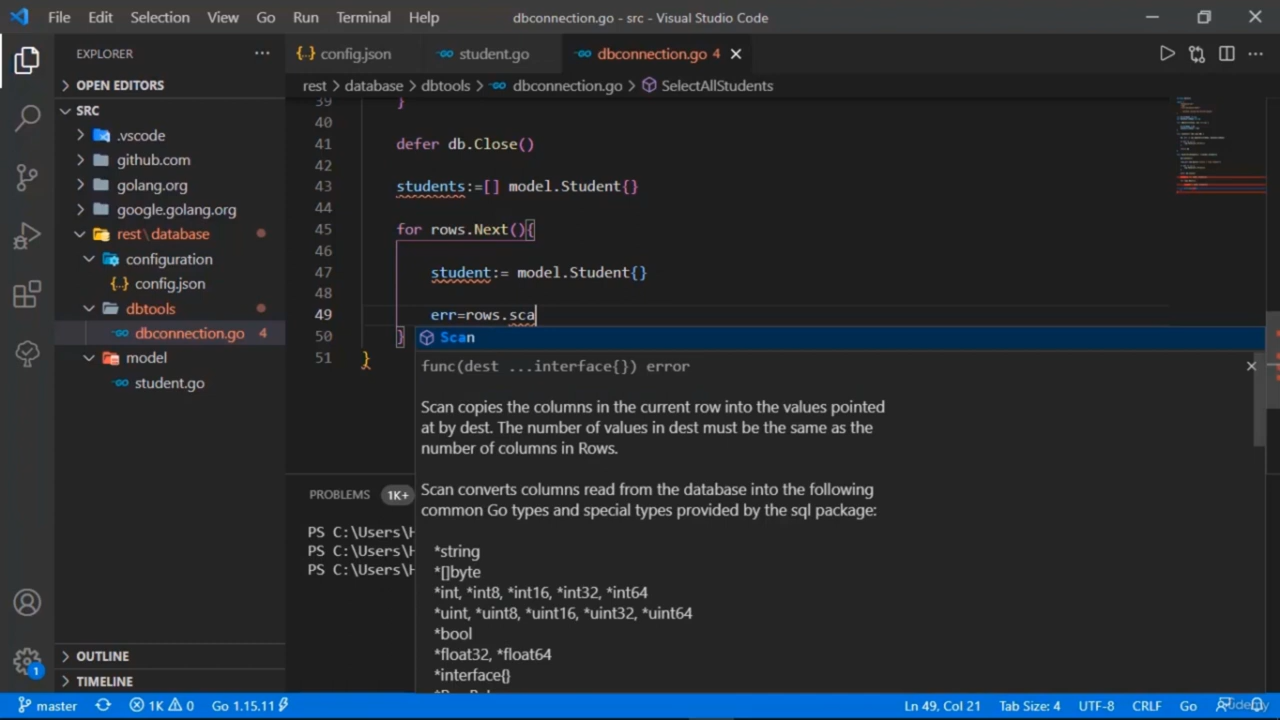 File Edit Selection View Go Run Terminal Help
dbconnection.go - src - Visual Studio Code
EXPLORER
OPEN EDITORS
SRC
.vscode
github.com
golang.org
google.golang.org
rest\database
configuration
config.json
dbtools
dbconnection.go 4
model
student.go
OUTLINE
TIMELINE
config.json student.go dbconnection.go 4
rest > database > dbtools > dbconnection.go > SelectAllStudents
39 }
40
41 defer db.Close()
42
43 students:=[] model.Student{}
44
45 for rows.Next(){
46
47 student:= model.Student{}
48
49 err=rows.sca
50 }
51 }
Scan
func(dest ...interface{}) error
Scan copies the columns in the current row into the values pointed
at by dest. The number of values in dest must be the same as the
number of columns in Rows.
Scan converts columns read from the database into the following
common Go types and special types provided by the sql package:
*string
*[]byte
*int, *int8, *int16, *int32, *int64
*uint, *uint8, *uint16, *uint32, *uint64
*bool
*float32, *float64
*interface{}
PROBLEMS 1K+
PS C:\Users\H
PS C:\Users\H
PS C:\Users\H
1
master 1K 0 Go 1.15.11 Ln 49, Col 21 Tab Size: 4 UTF-8 CRLF Go